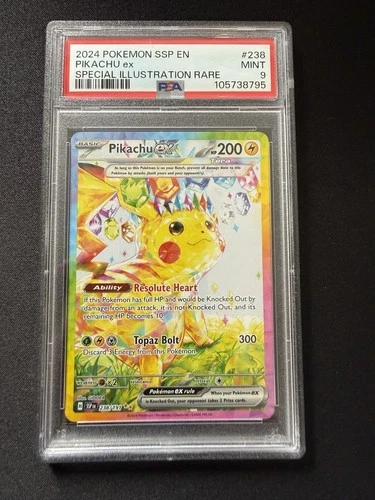 2024 POKEMON SSP EN #238
PIKACHU ex MINT
SPECIAL ILLUSTRATION RARE 9
PSA 105738795
BASIC Pikachu ex HP 200
Tera
As long as this Pokémon is on your Bench, prevent all damage done to this
Pokémon by attacks (both yours and your opponent's).
Ability Resolute Heart
If this Pokémon has full HP and would be Knocked Out by
damage from an attack, it is not Knocked Out, and its
remaining HP becomes 10.
Topaz Bolt 300
Discard 3 Energy from this Pokémon.
×2
Pokémon ex rule When your Pokémon ex
is Knocked Out, your opponent takes 2 Prize cards.
SSP EN 238/191